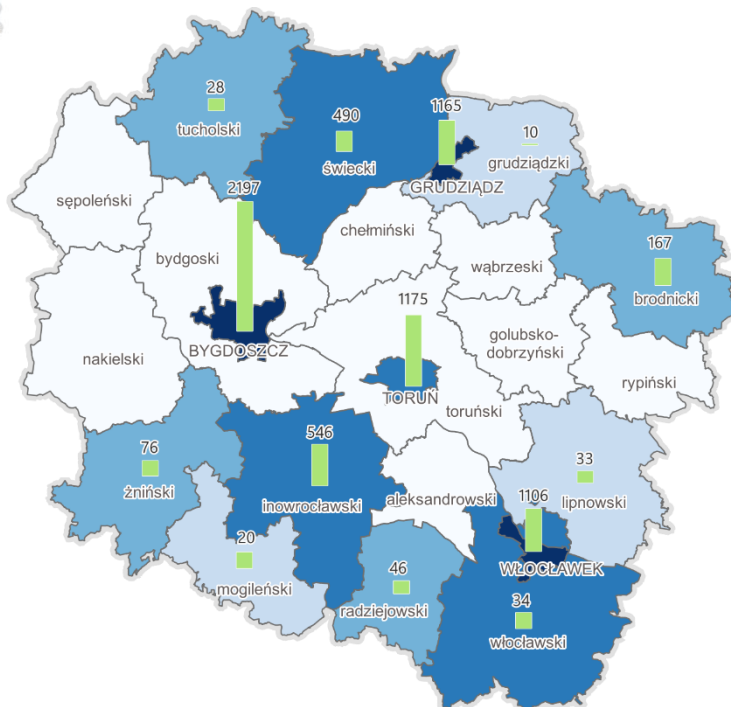 28
tucholski
490
świecki
1165
GRUDZIĄDZ
10
grudziądzki
sępoleński
2197
bydgoski
BYGDOSZCZ
chełmiński
wąbrzeski
167
brodnicki
nakielski
1175
TORUŃ
toruński
golubsko-
dobrzyński
rypiński
76
żniński
546
inowrocławski
aleksandrowski
33
lipnowski
1106
WŁOCŁAWEK
20
mogileński
46
radziejowski
34
włocławski